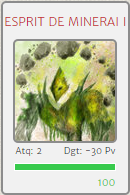 ESPRIT DE MINERAI I
Atq: 2 Dgt: -30 Pv
100